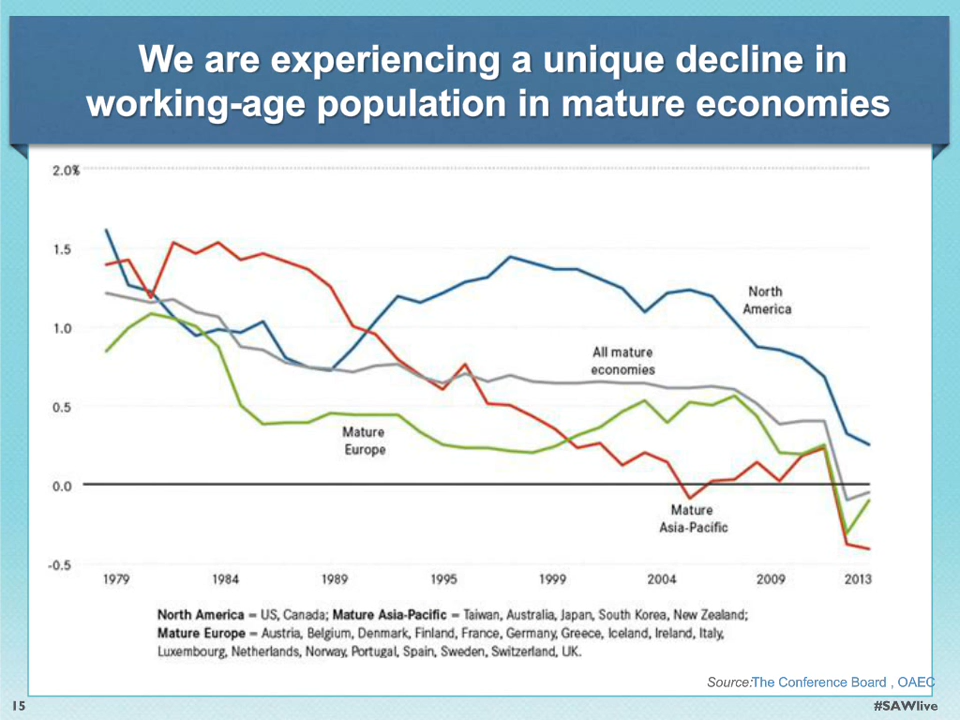 We are experiencing a unique decline in
working-age population in mature economies
2.0%
1.5
1.0
0.5
0.0
-0.5
North
America
All mature
economies
Mature
Europe
Mature
Asia-Pacific
1979 1984 1989 1995 1999 2004 2009 2013
North America = US, Canada; Mature Asia-Pacific = Taiwan, Australia, Japan, South Korea, New Zealand;
Mature Europe = Austria, Belgium, Denmark, Finland, France, Germany, Greece, Iceland, Ireland, Italy,
Luxembourg, Netherlands, Norway, Portugal, Spain, Sweden, Switzerland, UK.
Source:The Conference Board , OAEC
15
#SAWlive